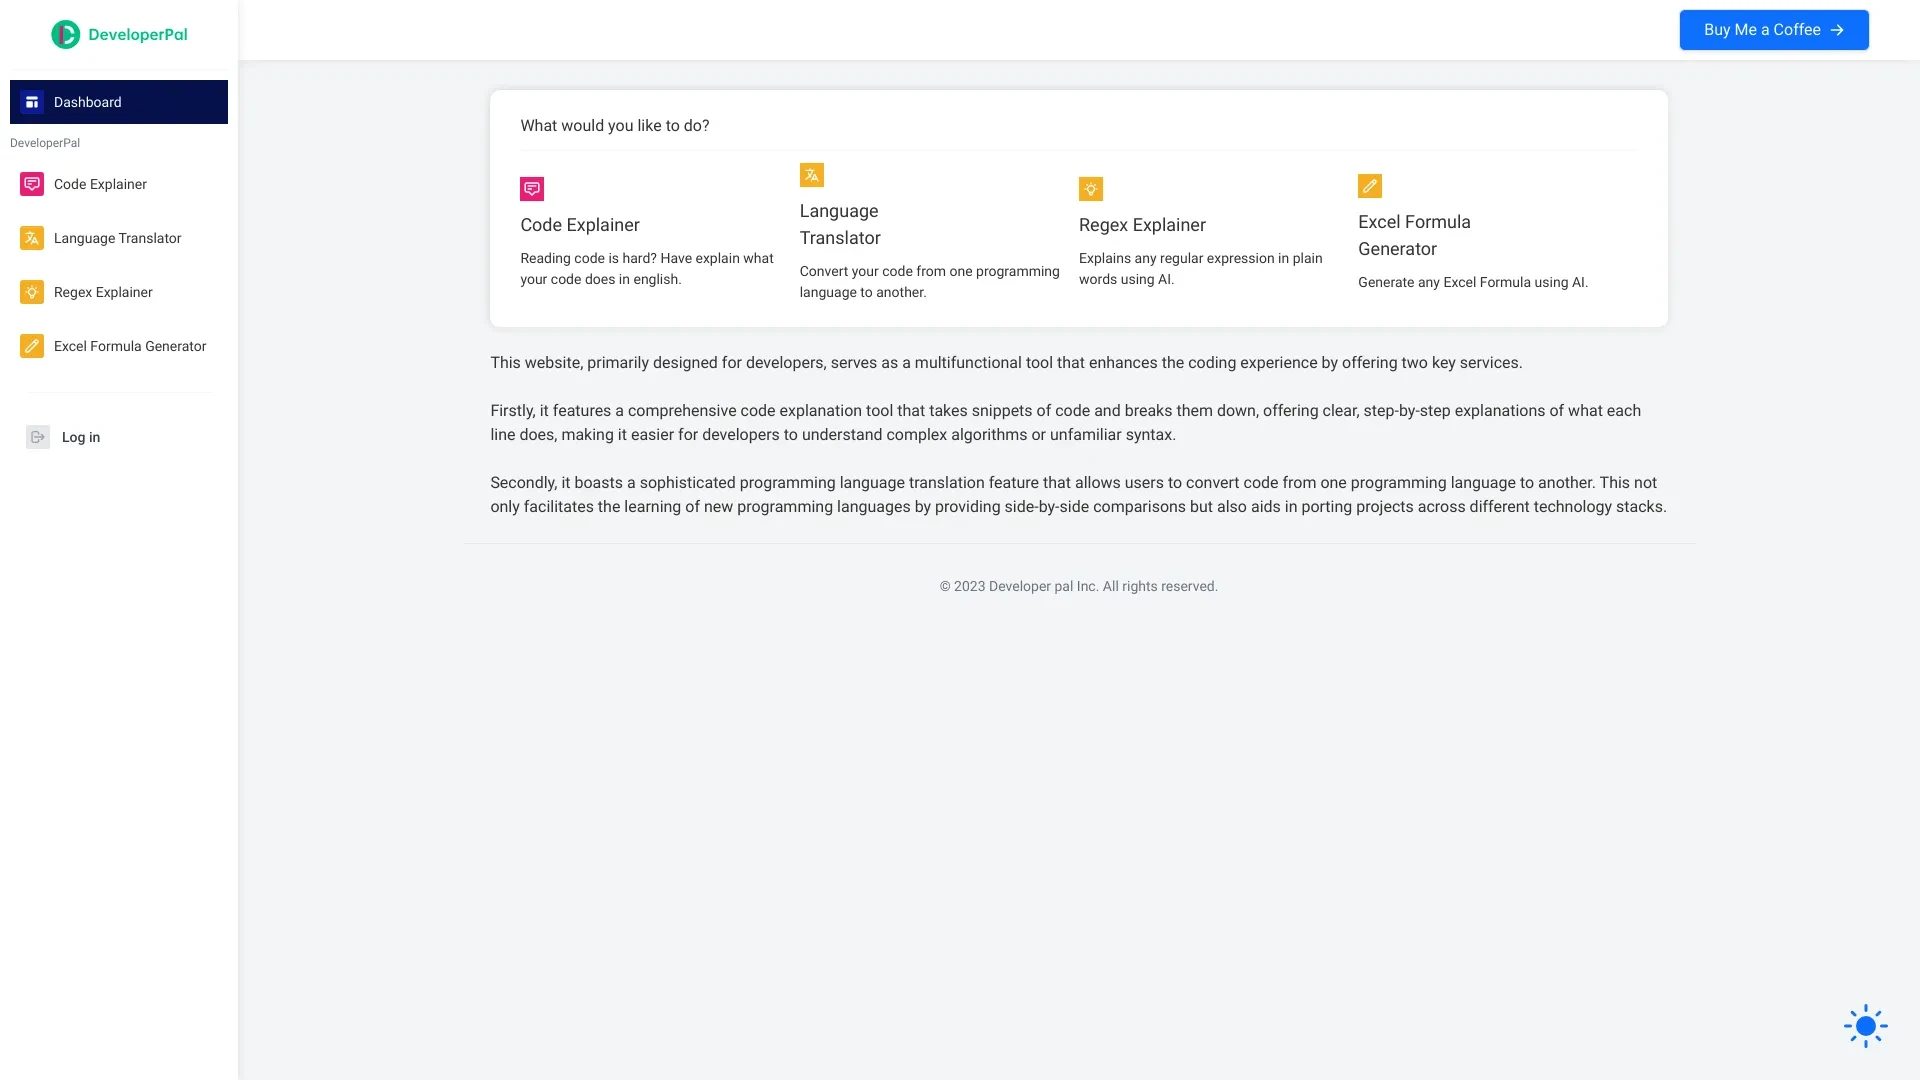 DeveloperPal
Dashboard
DeveloperPal
Code Explainer
Language Translator
Regex Explainer
Excel Formula Generator
Log in
Buy Me a Coffee
What would you like to do?
Code Explainer
Reading code is hard? Have explain what
your code does in english.
Language
Translator
Convert your code from one programming
language to another.
Regex Explainer
Explains any regular expression in plain
words using AI.
Excel Formula
Generator
Generate any Excel Formula using AI.
This website, primarily designed for developers, serves as a multifunctional tool that enhances the coding experience by offering two key services.
Firstly, it features a comprehensive code explanation tool that takes snippets of code and breaks them down, offering clear, step-by-step explanations of what each
line does, making it easier for developers to understand complex algorithms or unfamiliar syntax.
Secondly, it boasts a sophisticated programming language translation feature that allows users to convert code from one programming language to another. This not
only facilitates the learning of new programming languages by providing side-by-side comparisons but also aids in porting projects across different technology stacks.
© 2023 Developer pal Inc. All rights reserved.